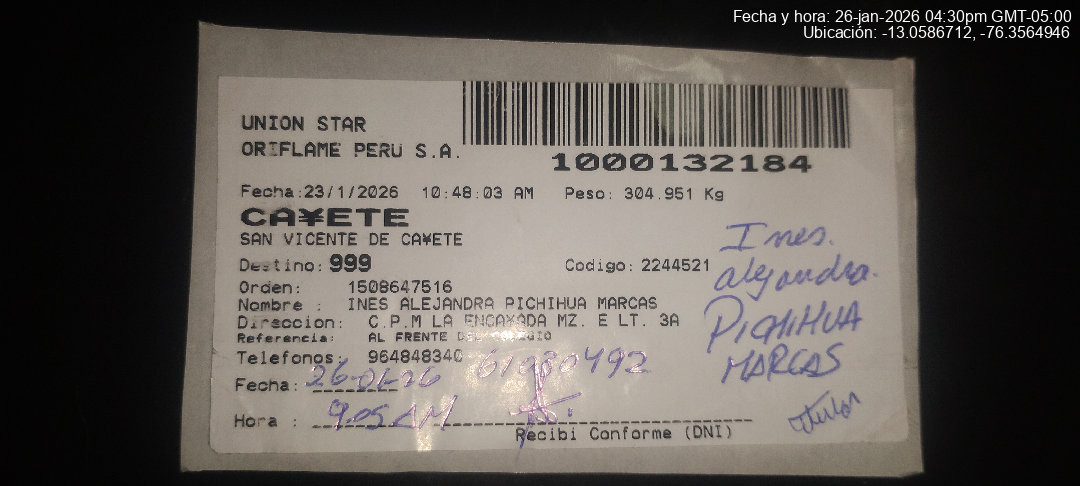 Fecha y hora: 26-jan-2026 04:30pm GMT-05:00
Ubicación: -13.0586712, -76.3564946
UNION STAR
ORIFLAME PERU S.A.
1000132184
Fecha:23/1/2026 10:48:03 AM Peso: 304.951 Kg
CA¥ETE
SAN VICENTE DE CA¥ETE
Destino: 999 Codigo: 2244521
Orden: 1508647516
Nombre : INES ALEJANDRA PICHIHUA MARCAS
Direccion: C.P.M LA ENCA¥ADA MZ. E LT. 3A
Referencia: AL FRENTE DEL COLEGIO
Telefonos: 964848340
Fecha: 26-01-26 61080492
Hora : 9:05 AM
Recibi Conforme (DNI)
Ines.
alejandra.
PICHIHUA
MARCAS
titular